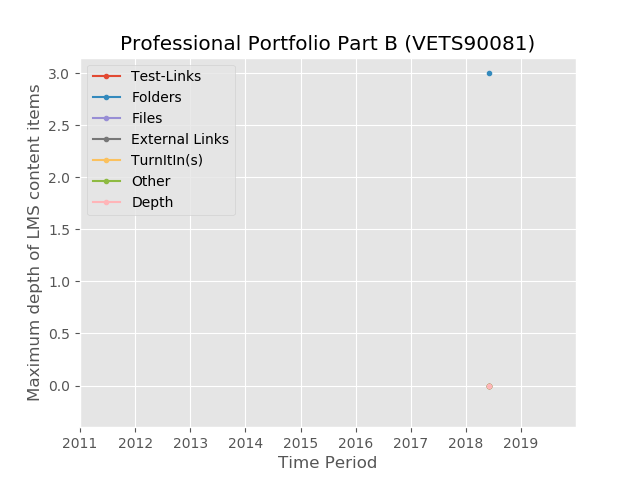 Professional Portfolio Part B (VETS90081)
Maximum depth of LMS content items
3.0
2.5
2.0
1.5
1.0
0.5
0.0
Test-Links
Folders
Files
External Links
TurnItIn(s)
Other
Depth
2011 2012 2013 2014 2015 2016 2017 2018 2019
Time Period